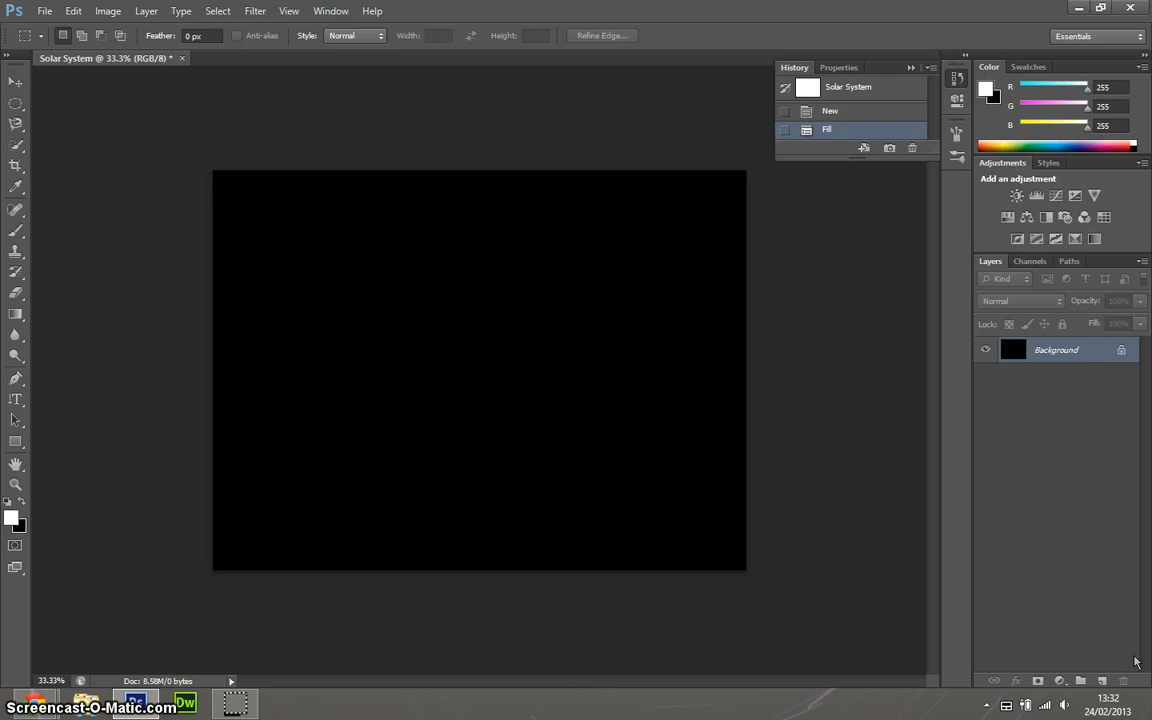 Ps File Edit Image Layer Type Select Filter View Window Help
Feather: 0 px Anti-alias Style: Normal Width: Height: Refine Edge... Essentials
Solar System @ 33.3% (RGB/8) * ×
History Properties
Solar System
New
Fill
Color Swatches
R 255
G 255
B 255
Adjustments Styles
Add an adjustment
Layers Channels Paths
Kind
Normal Opacity: 100%
Lock: Fill: 100%
Background
33.33% Doc: 8.58M/0 bytes
Ps Dw
Screencast-O-Matic.com
13:32
24/02/2013